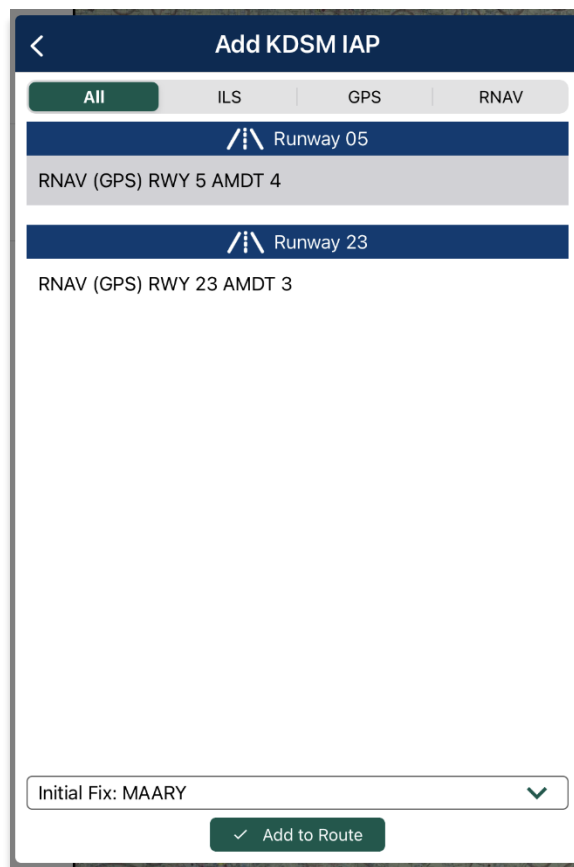 Add KDSM IAP
All ILS GPS RNAV
Runway 05
RNAV (GPS) RWY 5 AMDT 4
Runway 23
RNAV (GPS) RWY 23 AMDT 3
Initial Fix: MAARY
Add to Route